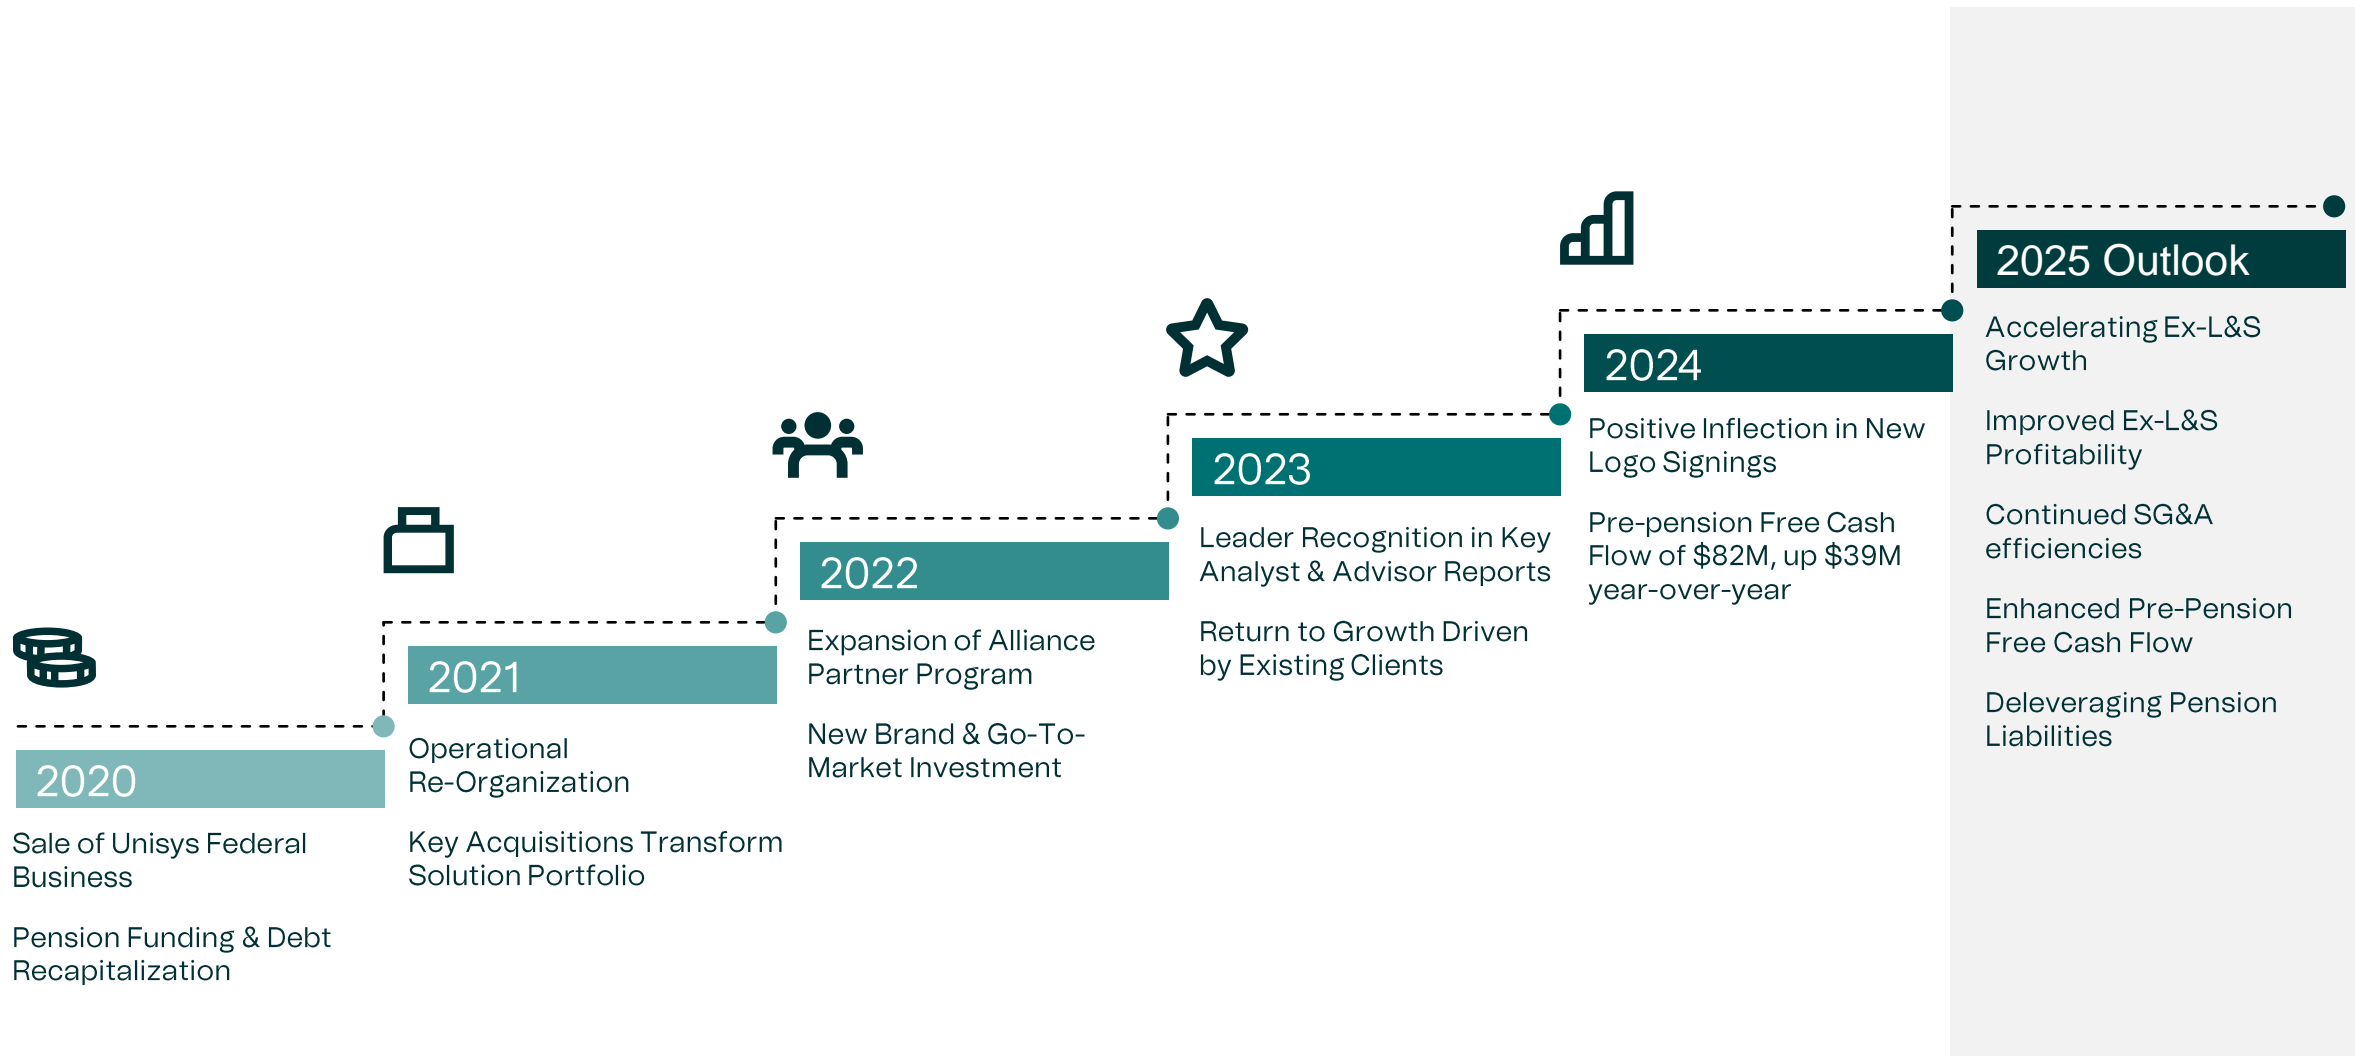 2020
Sale of Unisys Federal
Business
Pension Funding & Debt
Recapitalization
2021
Operational
Re-Organization
Key Acquisitions Transform
Solution Portfolio
2022
Expansion of Alliance
Partner Program
New Brand & Go-To-
Market Investment
2023
Leader Recognition in Key
Analyst & Advisor Reports
Return to Growth Driven
by Existing Clients
2024
Positive Inflection in New
Logo Signings
Pre-pension Free Cash
Flow of $82M, up $39M
year-over-year
2025 Outlook
Accelerating Ex-L&S
Growth
Improved Ex-L&S
Profitability
Continued SG&A
efficiencies
Enhanced Pre-Pension
Free Cash Flow
Deleveraging Pension
Liabilities